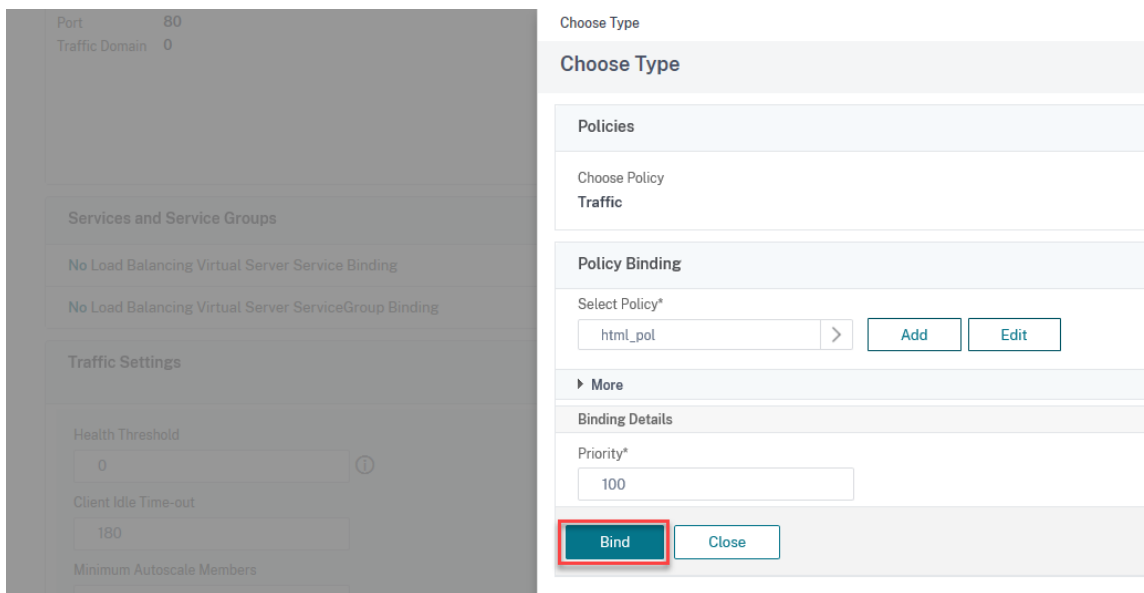 Port 80
Traffic Domain 0
Services and Service Groups
No Load Balancing Virtual Server Service Binding
No Load Balancing Virtual Server ServiceGroup Binding
Traffic Settings
Health Threshold
0
Client Idle Time-out
180
Minimum Autoscale Members
Choose Type
Choose Type
Policies
Choose Policy
Traffic
Policy Binding
Select Policy*
html_pol Add Edit
More
Binding Details
Priority*
100
Bind Close